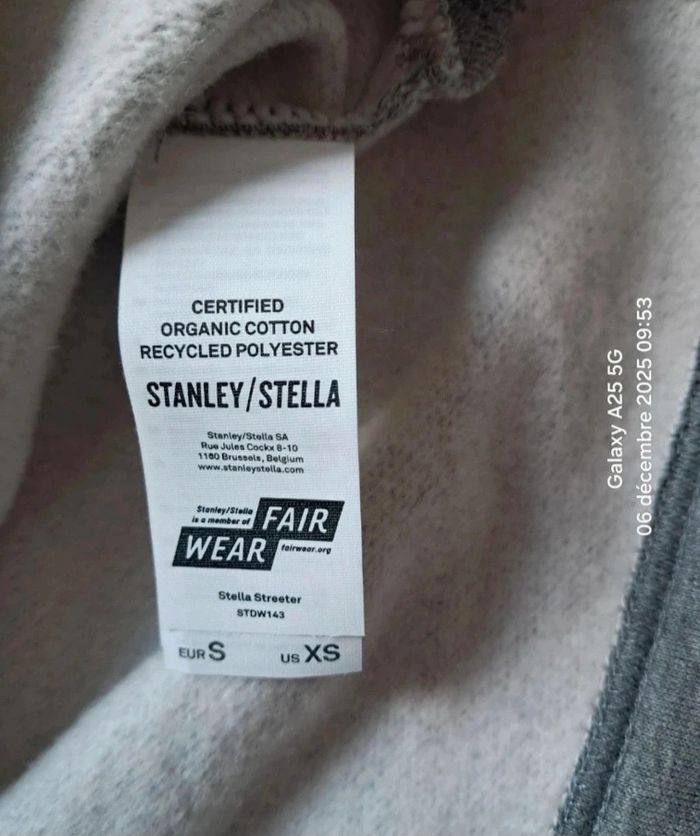 CERTIFIED
ORGANIC COTTON
RECYCLED POLYESTER
STANLEY/STELLA
Stanley/Stella SA
Rue Jules Cockx 8-10
1160 Brussels, Belgium
www.stanleystella.com
Stanley/Stella
is a member of
FAIR
WEAR
fairwear.org
Stella Streeter
STDW143
EUR S US XS
Galaxy A25 5G
06 décembre 2025 09:53